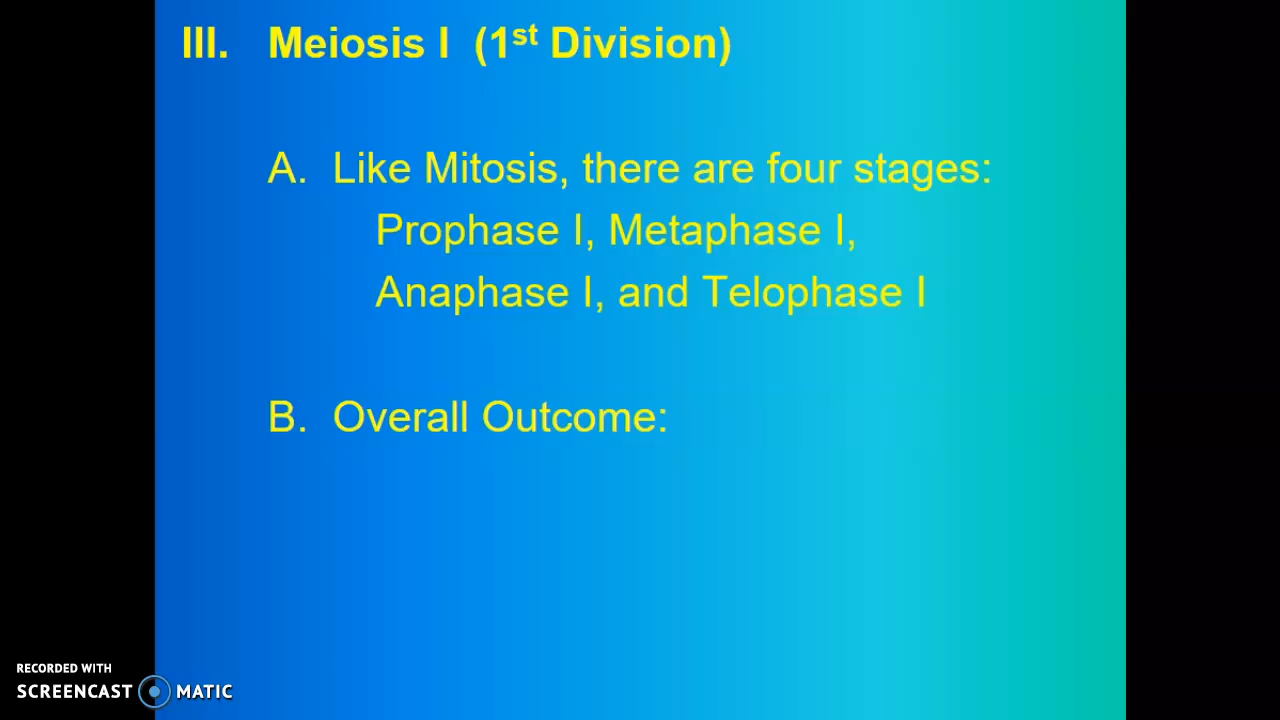 III. Meiosis I (1st Division)
A. Like Mitosis, there are four stages:
Prophase I, Metaphase I,
Anaphase I, and Telophase I
B. Overall Outcome:
RECORDED WITH
SCREENCAST MATIC